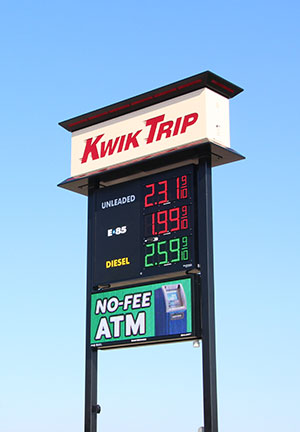 KWIK TRIP
UNLEADED 2.31 9/10
E-85 1.99 9/10
DIESEL 2.59 9/10
NO-FEE
ATM